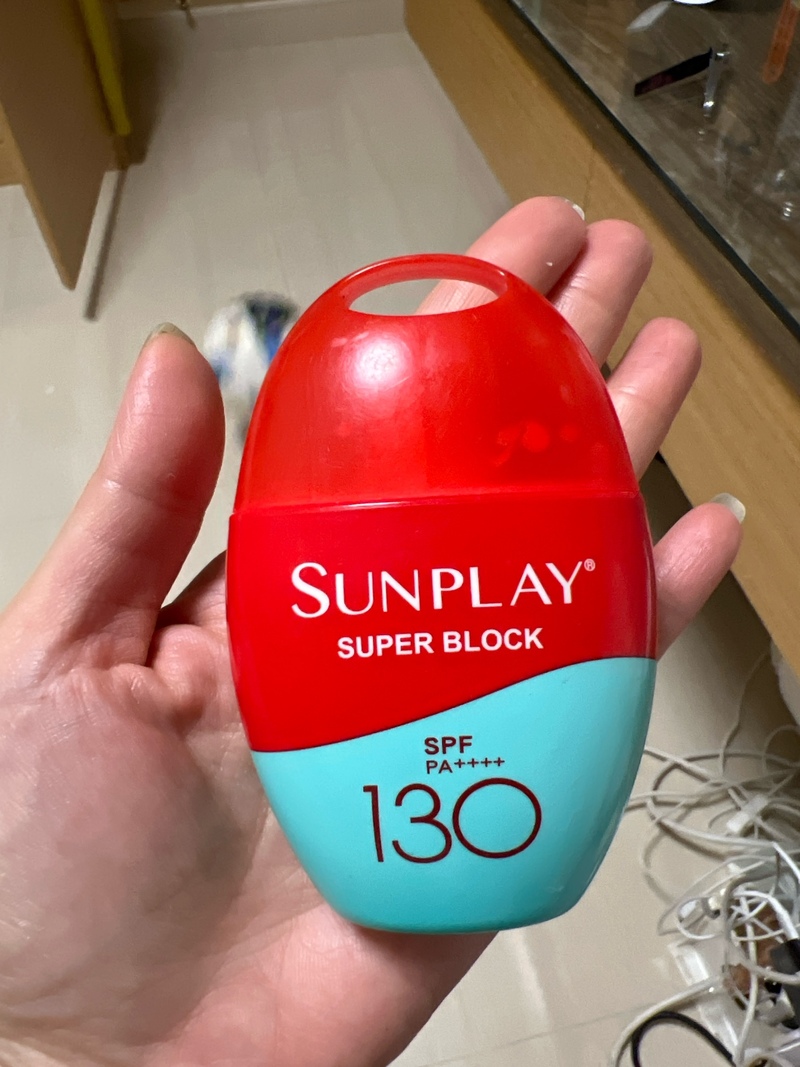 SUNPLAY®
SUPER BLOCK
SPF
PA++++
130